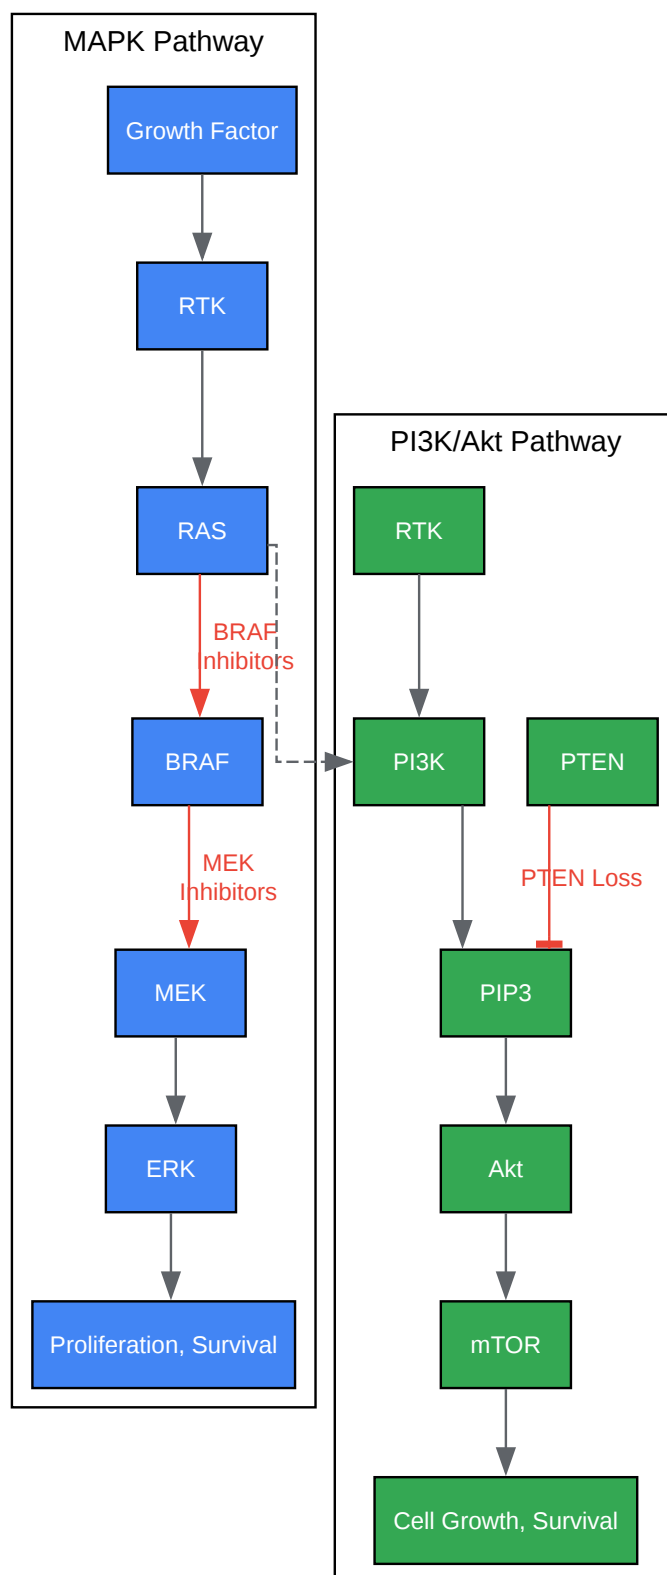 MAPK Pathway
Growth Factor
RTK
RAS
BRAF
Inhibitors
BRAF
MEK
Inhibitors
MEK
ERK
Proliferation, Survival
PI3K/Akt Pathway
RTK
PI3K
PTEN
PTEN Loss
PIP3
Akt
mTOR
Cell Growth, Survival